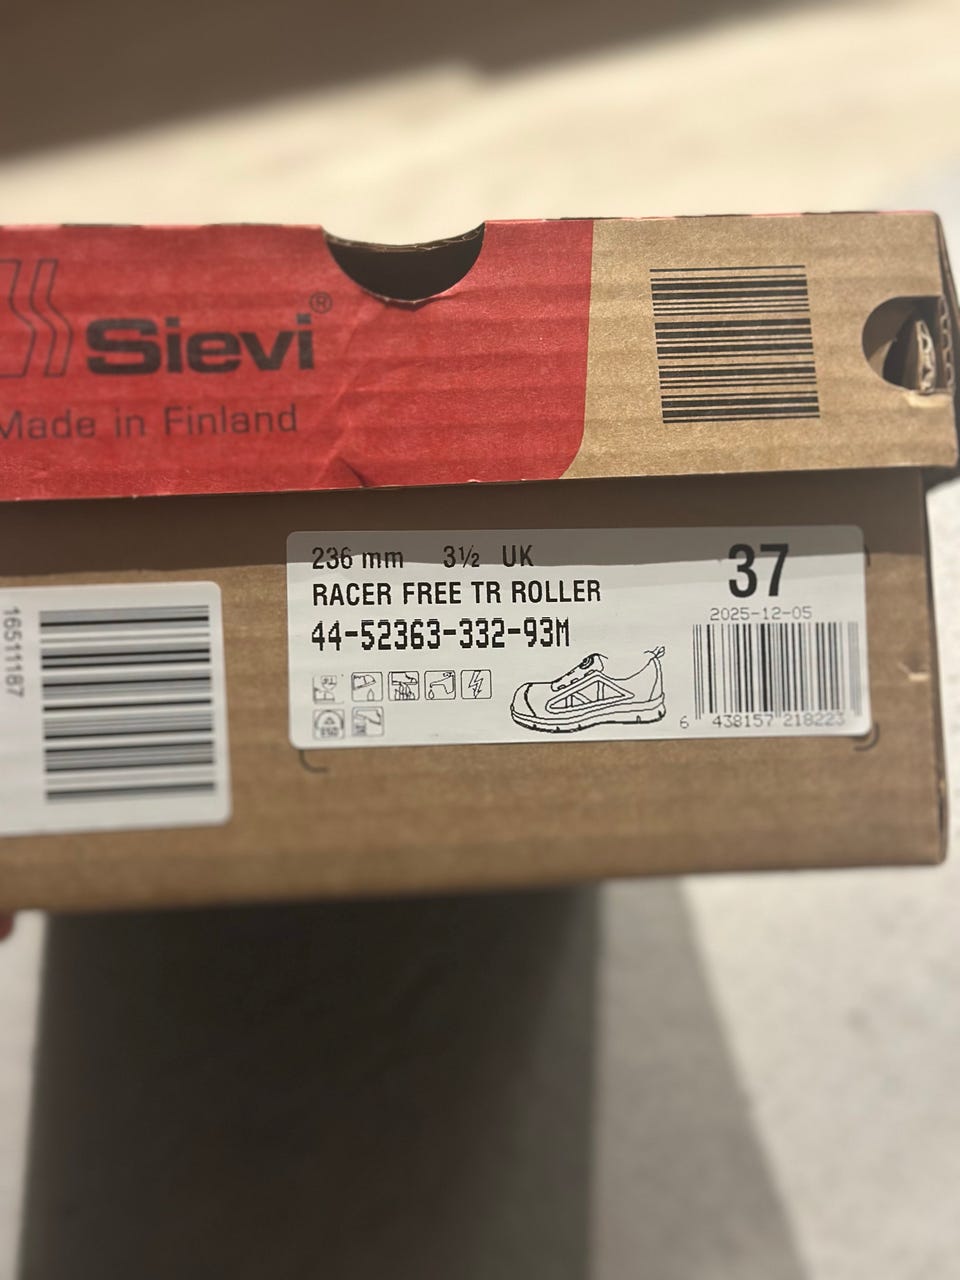 Sievi®
Made in Finland
236 mm 3½ UK
37
RACER FREE TR ROLLER
2025-12-05
44-52363-332-93M
6 438157 218223
16511187